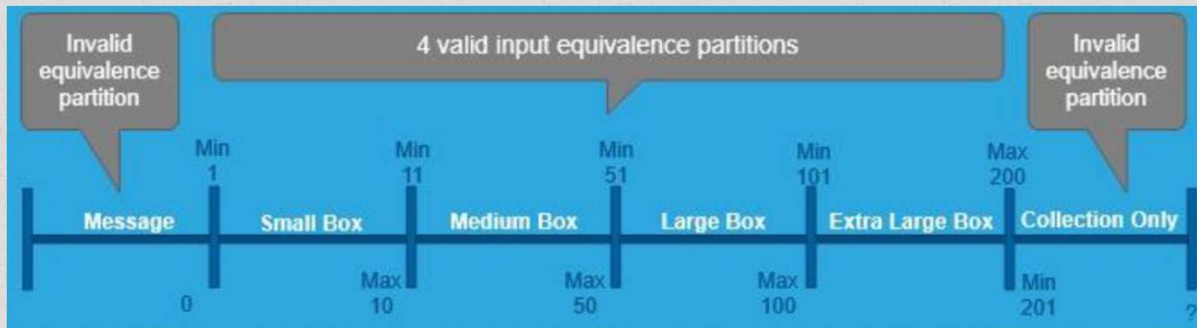 Invalid
equivalence
partition
4 valid input equivalence partitions
Invalid
equivalence
partition
Min
1
Min
11
Min
51
Min
101
Max
200
Message
Small Box
Medium Box
Large Box
Extra Large Box
Collection Only
0
Max
10
Max
50
Max
100
Min
201
?